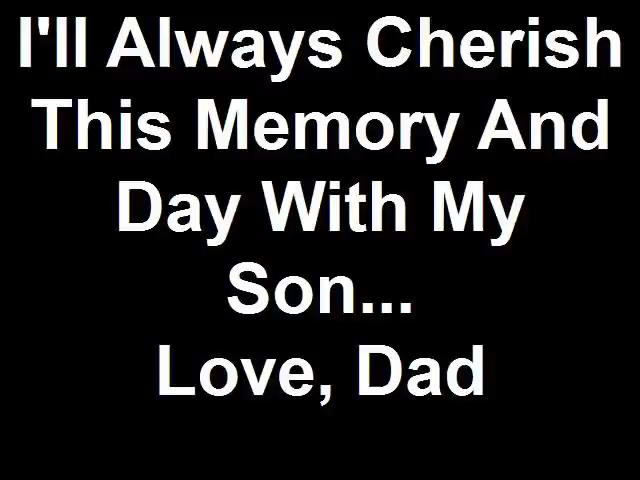 I'll Always Cherish
This Memory And
Day With My
Son...
Love, Dad